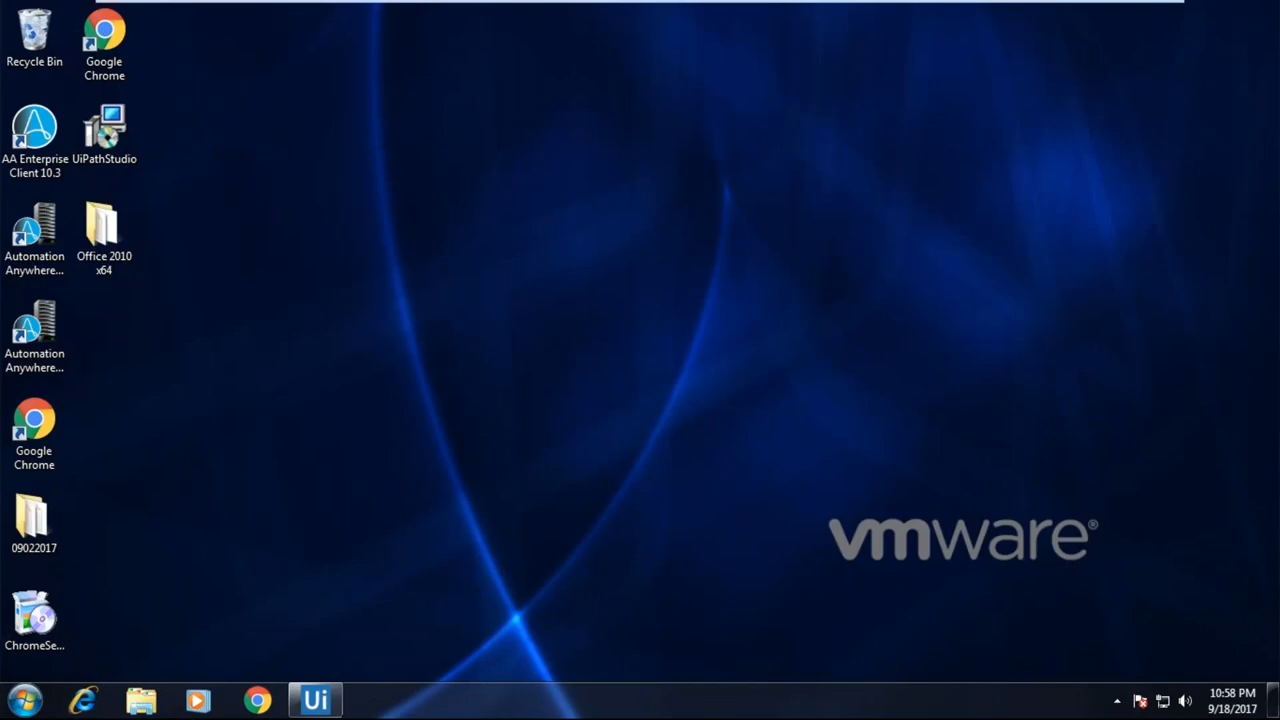 Recycle Bin
Google
Chrome
AA Enterprise
Client 10.3
UiPathStudio
Automation
Anywhere...
Office 2010
x64
Automation
Anywhere...
Google
Chrome
09022017
ChromeSe...
vmware®
Ui
10:58 PM
9/18/2017